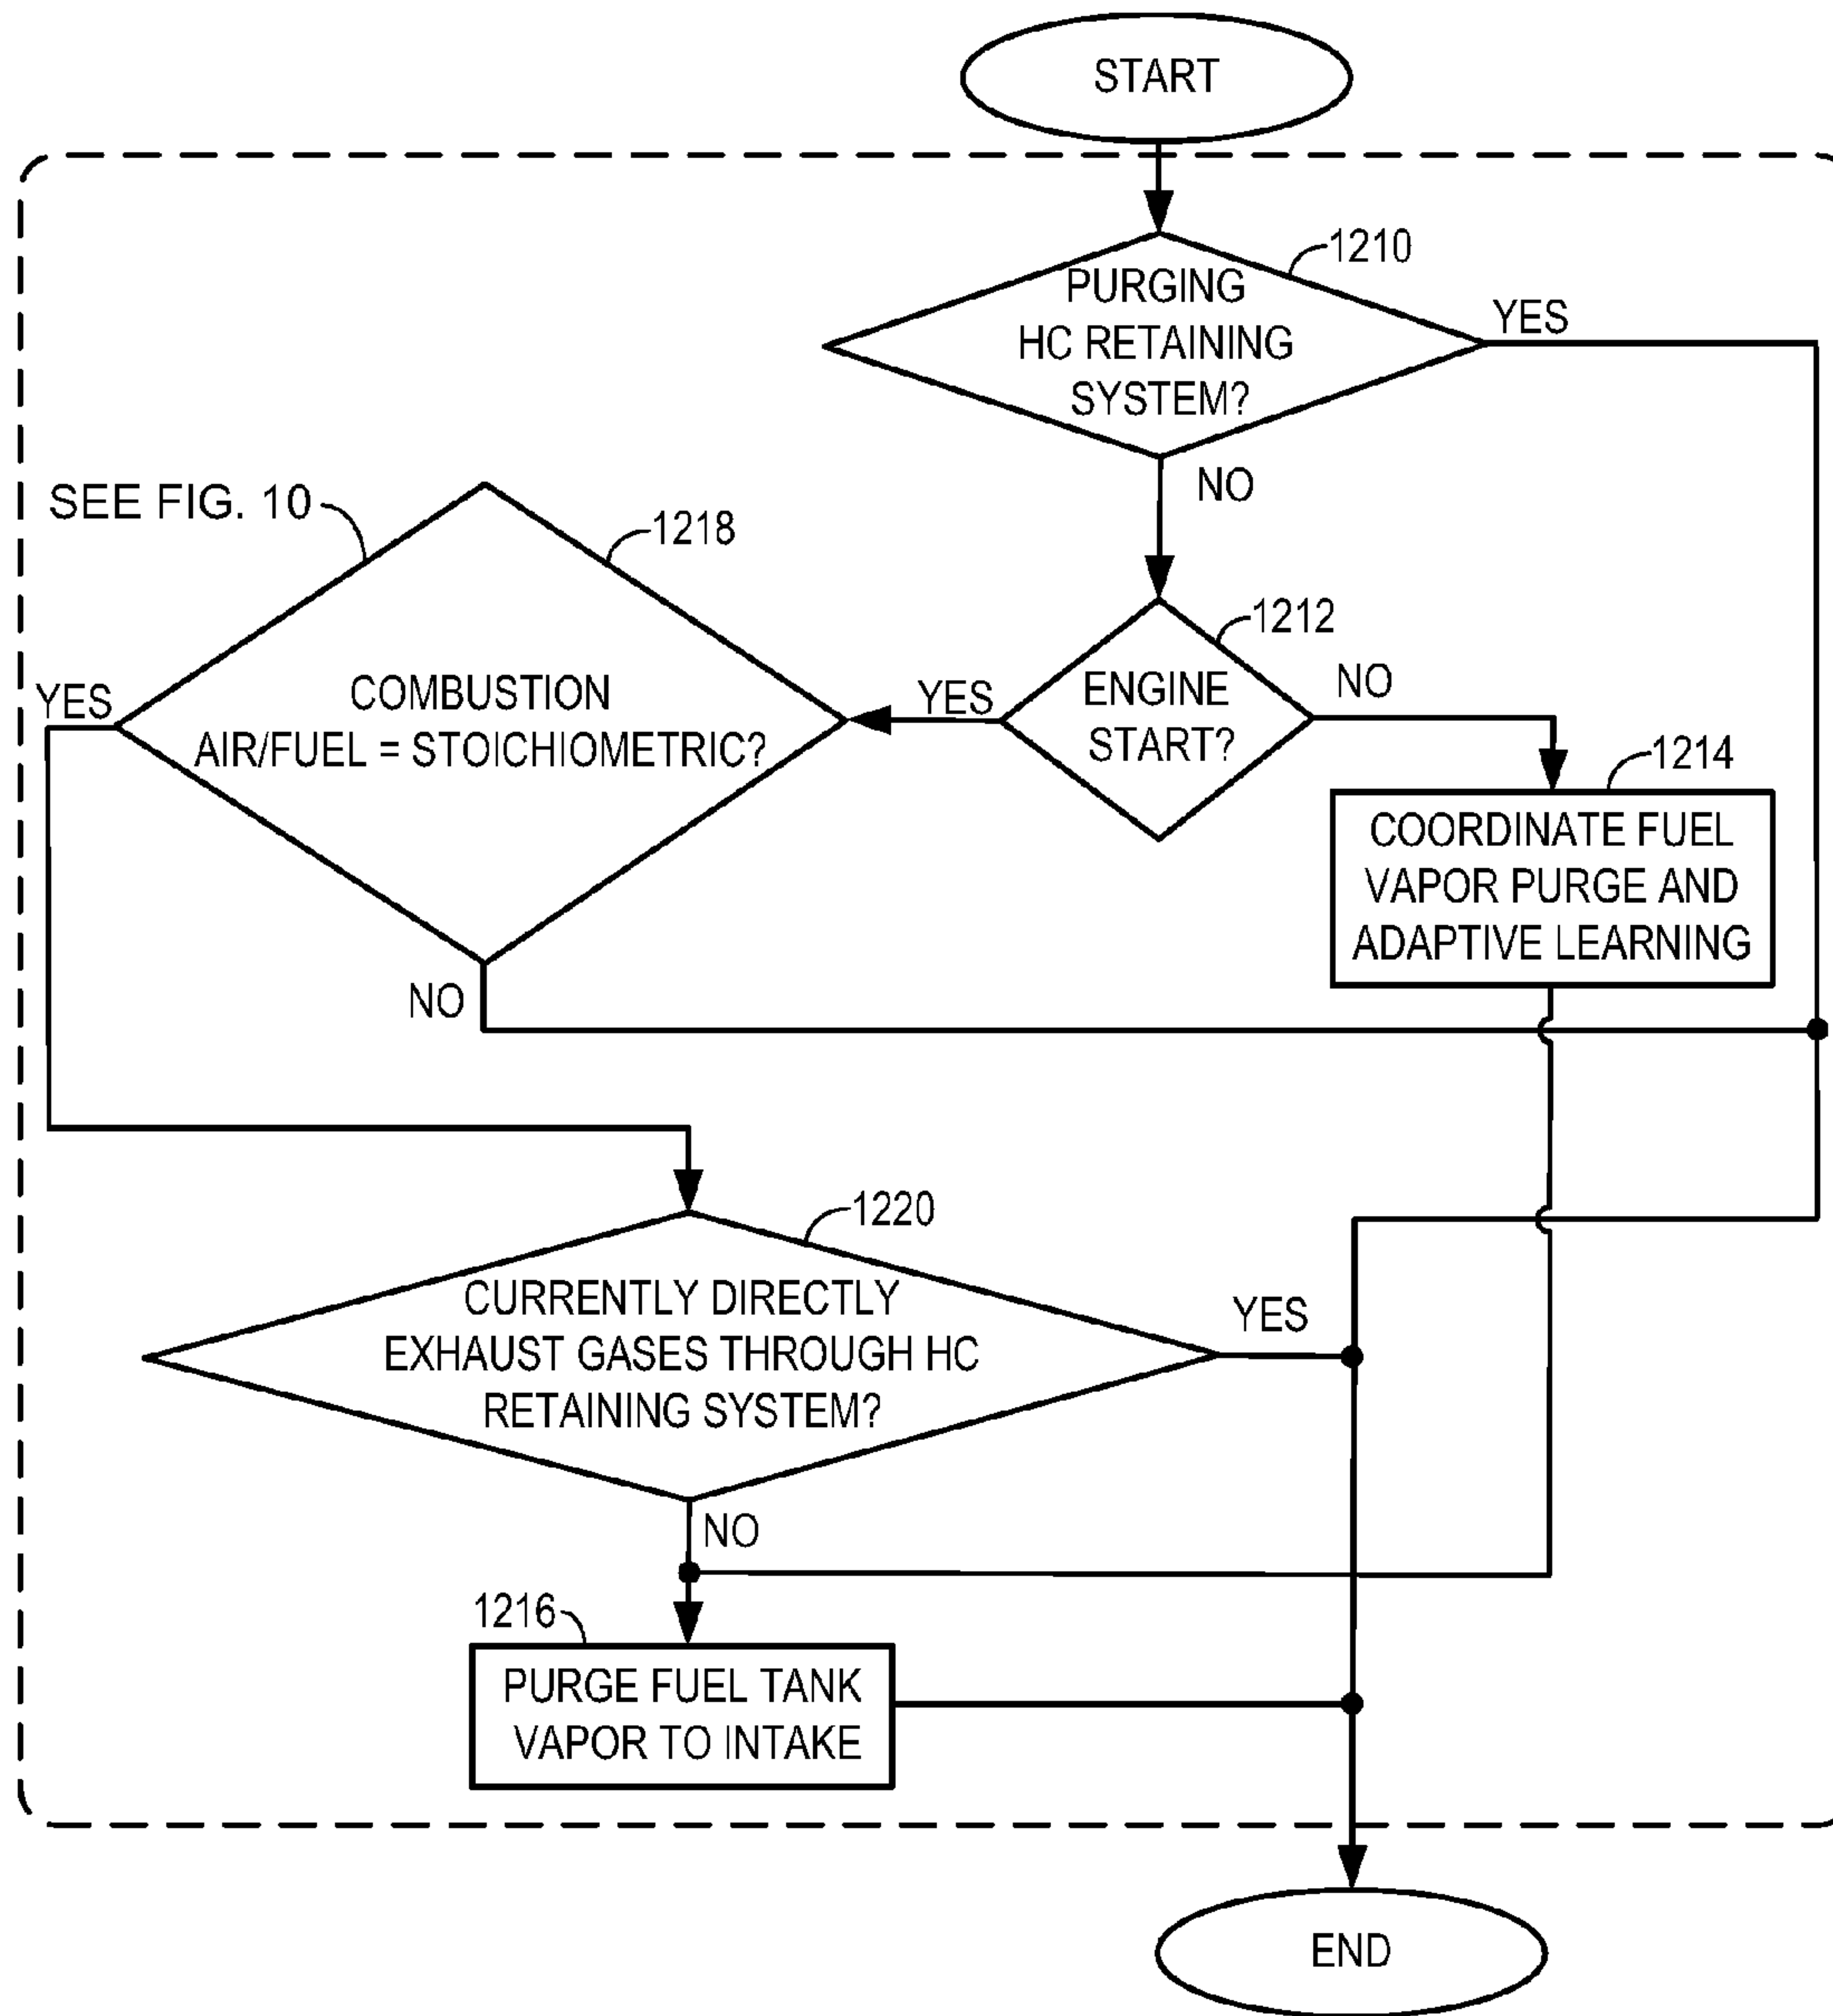 START
1210
PURGING
HC RETAINING
SYSTEM?
YES
NO
SEE FIG. 10
1218
COMBUSTION
AIR/FUEL = STOICHIOMETRIC?
YES
NO
1212
ENGINE
START?
YES
NO
1214
COORDINATE FUEL
VAPOR PURGE AND
ADAPTIVE LEARNING
1220
CURRENTLY DIRECTLY
EXHAUST GASES THROUGH HC
RETAINING SYSTEM?
YES
NO
1216
PURGE FUEL TANK
VAPOR TO INTAKE
END